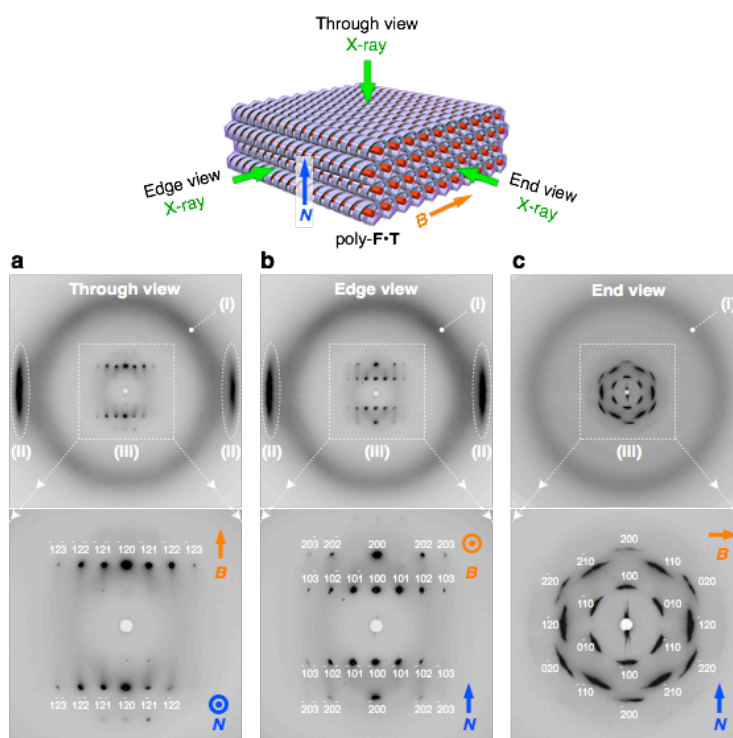 Through view
X-ray
Edge view
X-ray
N
B
End view
X-ray
poly-F•T
a
Through view
(I)
(II)
(II)
(III)
b
Edge view
(I)
(II)
(II)
(III)
c
End view
(I)
(III)
123 122 121 120 121 122 123
B
123 122 121 120 121 122 123
N
203 202 200 202 203
B
103 102 101 100 101 102 103
103 102 101 100 101 102 103
203 202 200 202 203
N
200
210 210
B
220 100 020
110 010
120 120
020 100 220
110 210
200
N